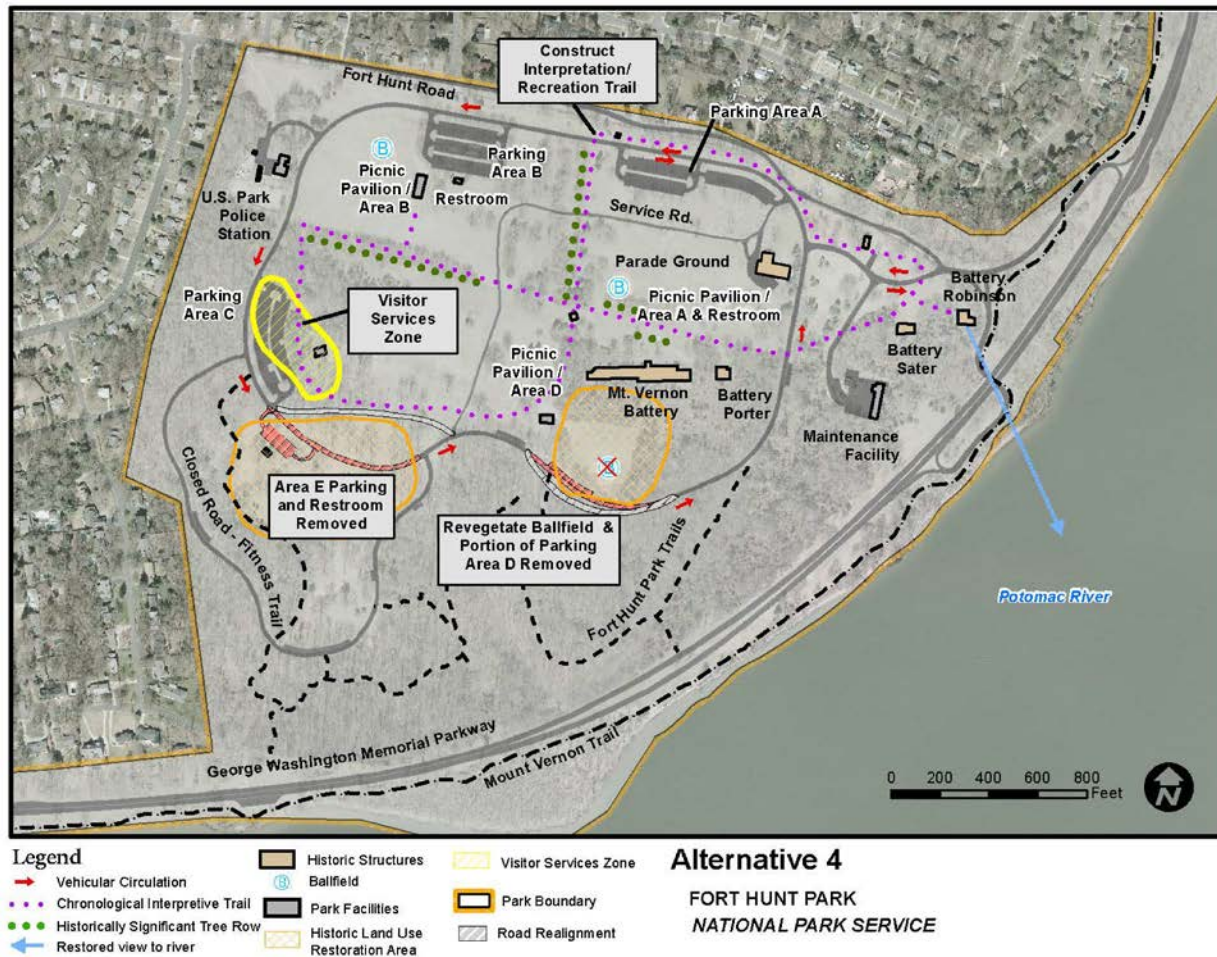 Construct
Interpretation/
Recreation Trail
Fort Hunt Road
Parking Area A
B
Picnic
Pavilion /
Area B
Parking
Area B
Restroom
U.S. Park
Police
Station
Service Rd.
Parade Ground
B
Picnic Pavilion /
Area A & Restroom
Battery
Robinson
Parking
Area C
Visitor
Services
Zone
Picnic
Pavilion /
Area D
Mt. Vernon
Battery
Battery
Porter
Battery
Sater
Maintenance
Facility
Closed Road - Fitness Trail
Area E Parking
and Restroom
Removed
Revegetate Ballfield &
Portion of Parking
Area D Removed
Fort Hunt Park Trails
Potomac River
George Washington Memorial Parkway
Mount Vernon Trail
0 200 400 600 800
Feet
N
Legend
Vehicular Circulation
Chronological Interpretive Trail
Historically Significant Tree Row
Restored view to river
Historic Structures
B
Ballfield
Park Facilities
Historic Land Use
Restoration Area
Visitor Services Zone
Park Boundary
Road Realignment
Alternative 4
FORT HUNT PARK
NATIONAL PARK SERVICE